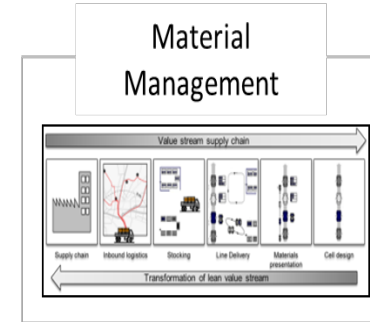 Material
Management
Value stream supply chain
Supply chain
Inbound logistics
Stocking
Line Delivery
Materials
presentation
Cell design
Transformation of lean value stream